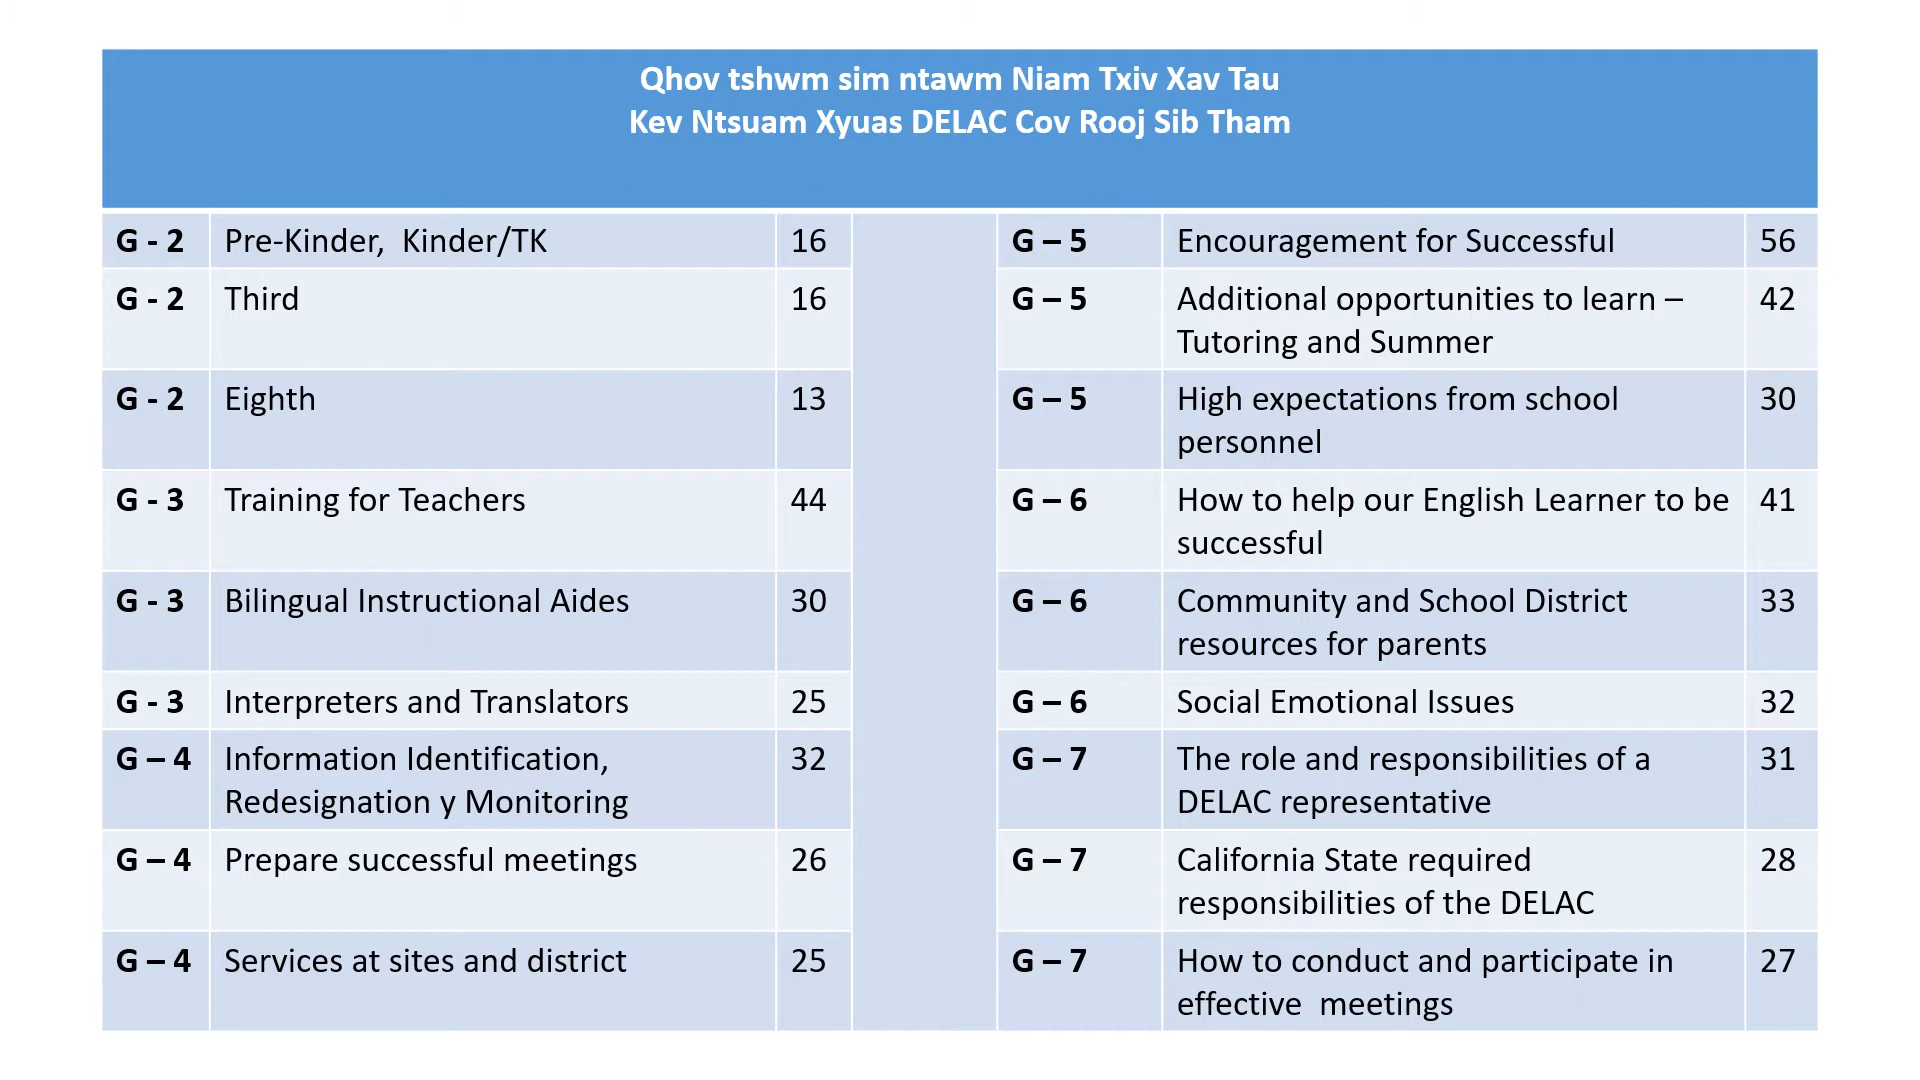 Qhov tshwm sim ntawm Niam Txiv Xav Tau
Kev Ntsuam Xyuas DELAC Cov Rooj Sib Tham
G - 2 Pre-Kinder,  Kinder/TK 16
G - 2 Third 16
G - 2 Eighth 13
G - 3 Training for Teachers 44
G - 3 Bilingual Instructional Aides 30
G - 3 Interpreters and Translators 25
G – 4 Information Identification, 32
Redesignation y Monitoring
G – 4 Prepare successful meetings 26
G – 4 Services at sites and district 25
G – 5 Encouragement for Successful 56
G – 5 Additional opportunities to learn – 42
Tutoring and Summer
G – 5 High expectations from school 30
personnel
G – 6 How to help our English Learner to be 41
successful
G – 6 Community and School District 33
resources for parents
G – 6 Social Emotional Issues 32
G – 7 The role and responsibilities of a 31
DELAC representative
G – 7 California State required 28
responsibilities of the DELAC
G – 7 How to conduct and participate in 27
effective  meetings